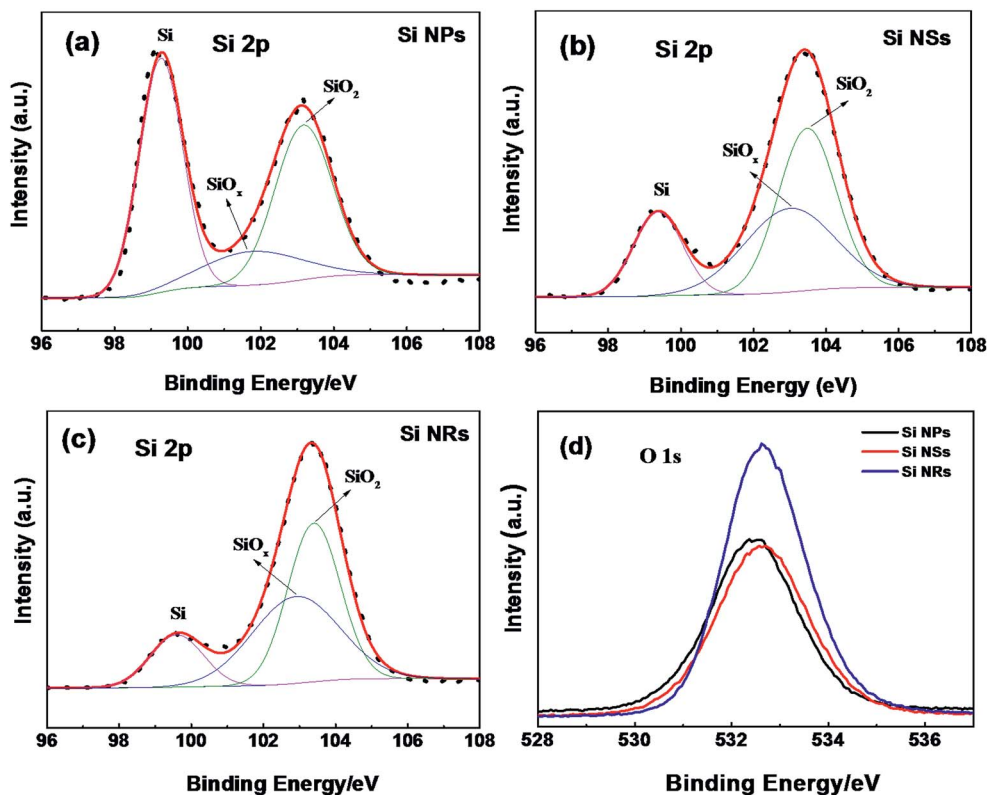 (a)
Si
Si 2p
Si NPs
SiO2
SiOx
Intensity (a.u.)
96 98 100 102 104 106 108
Binding Energy/eV
(b)
Si 2p
Si NSs
SiO2
SiOx
Si
Intensity (a.u.)
96 98 100 102 104 106 108
Binding Energy (eV)
(c)
Si 2p
Si NRs
SiO2
SiOx
Si
Intensity (a.u.)
96 98 100 102 104 106 108
Binding Energy/eV
(d)
O 1s
Si NPs
Si NSs
Si NRs
Intensity (a.u.)
528 530 532 534 536
Binding Energy/eV